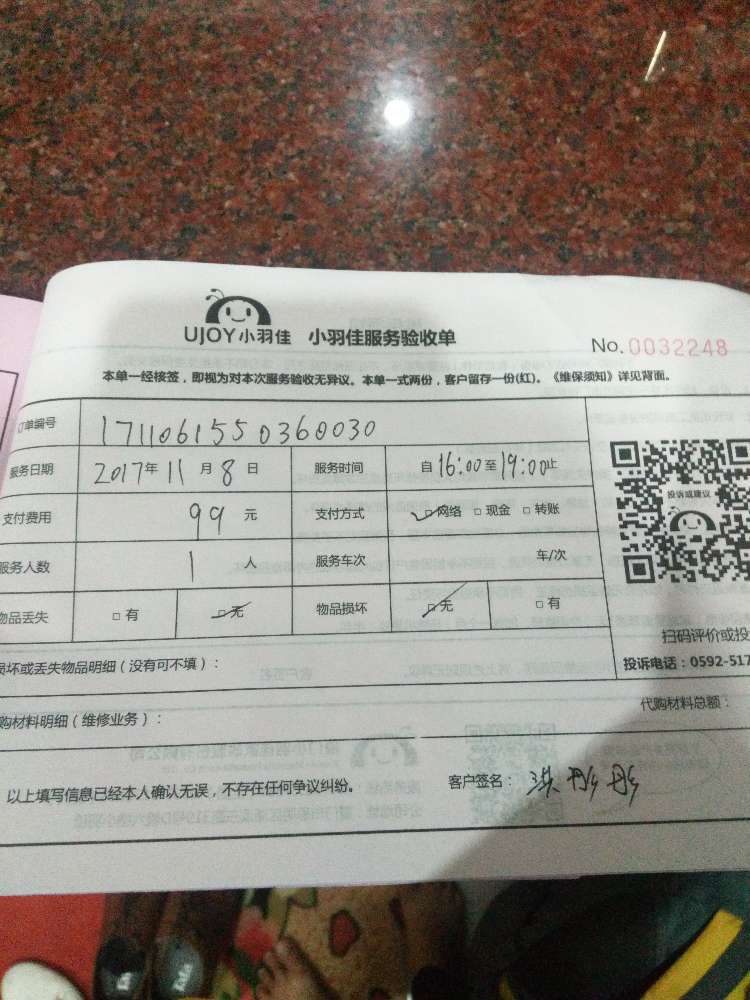 UJOY小羽佳 小羽佳服务验收单 No.0032248
本单一经核签，即视为对本次服务验收无异议。本单一式两份，客户留存一份(红)。《维保须知》详见背面。
订单编号 1711061550360030
服务日期 2017年11月8日 服务时间 自16:00至19:00止
投诉或建议
支付费用 99元 支付方式 ☑网络 □现金 □转账
服务人数 1人 服务车次 车/次
物品丢失 □有 ☑无 物品损坏 ☑无 □有
扫码评价或投
损坏或丢失物品明细（没有可不填）： 投诉电话：0592-517
购材料明细（维修业务）： 代购材料总额：
以上填写信息已经本人确认无误，不存在任何争议纠纷。 客户签名：洪彤彤